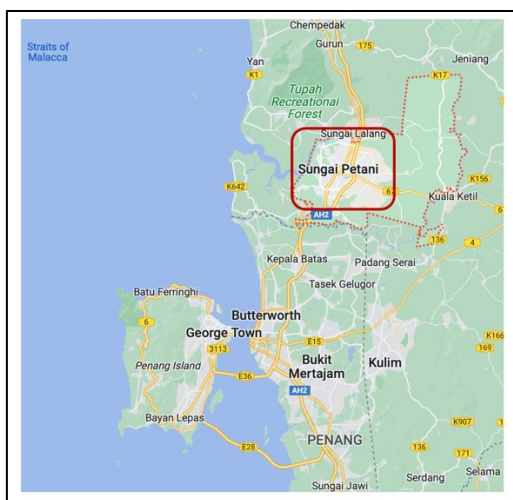 Chempedak
Straits of
Malacca
Gurun
175
Jeniang
Yan
K1
K17
Tupah
Recreational
Forest
Sungai Lalang
Sungai Petani
K642
67
K156
Kuala Ketil
67
AH2
136
4
Kepala Batas
Padang Serai
Tasek Gelugor
Batu Ferringhi
6
Butterworth
George Town
3113
E15
K166
169
Bukit
Mertajam
Kulim
Penang Island
E36
AH2
Bayan Lepas
K907
PENANG
136
171
E28
Selama
Serdang
Sungai Jawi